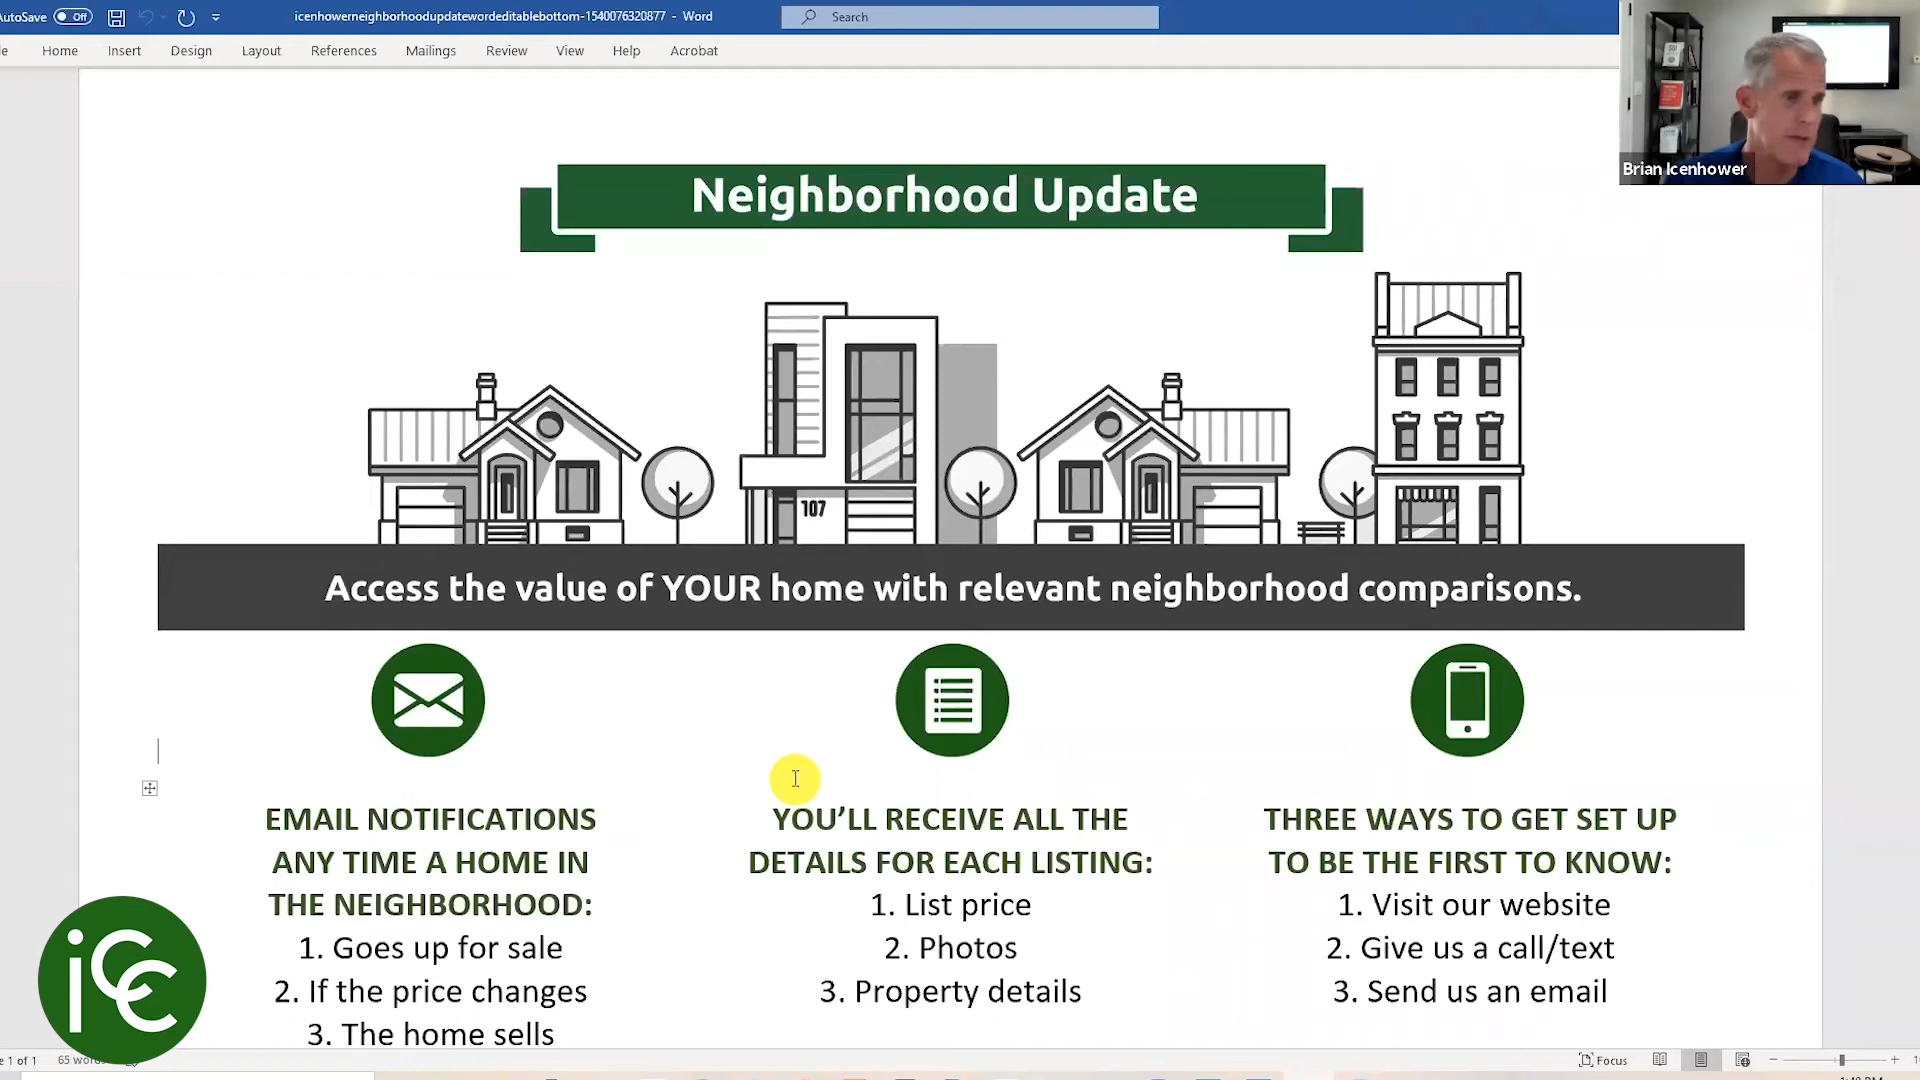 AutoSave Off icenhowerneighborhoodupdatewordeditablebottom-1540076320877 - Word Search
Home Insert Design Layout References Mailings Review View Help Acrobat
Brian Icenhower
Neighborhood Update
107
Access the value of YOUR home with relevant neighborhood comparisons.
EMAIL NOTIFICATIONS
ANY TIME A HOME IN
THE NEIGHBORHOOD:
1. Goes up for sale
2. If the price changes
3. The home sells
YOU’LL RECEIVE ALL THE
DETAILS FOR EACH LISTING:
1. List price
2. Photos
3. Property details
THREE WAYS TO GET SET UP
TO BE THE FIRST TO KNOW:
1. Visit our website
2. Give us a call/text
3. Send us an email
iCC
1 of 1 65 Focus